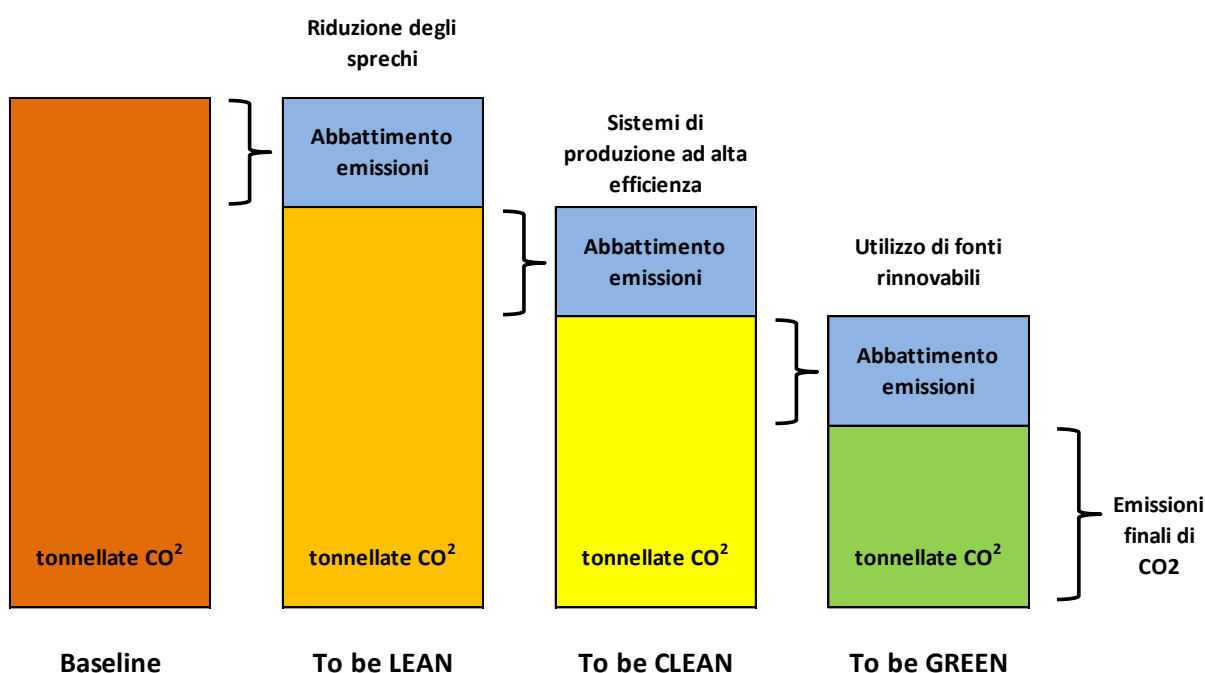 Riduzione degli
sprechi
Abbattimento
emissioni
Sistemi di
produzione ad alta
efficienza
Abbattimento
emissioni
Utilizzo di fonti
rinnovabili
Abbattimento
emissioni
tonnellate CO²
tonnellate CO²
tonnellate CO²
tonnellate CO²
Emissioni
finali di
CO2
Baseline
To be LEAN
To be CLEAN
To be GREEN